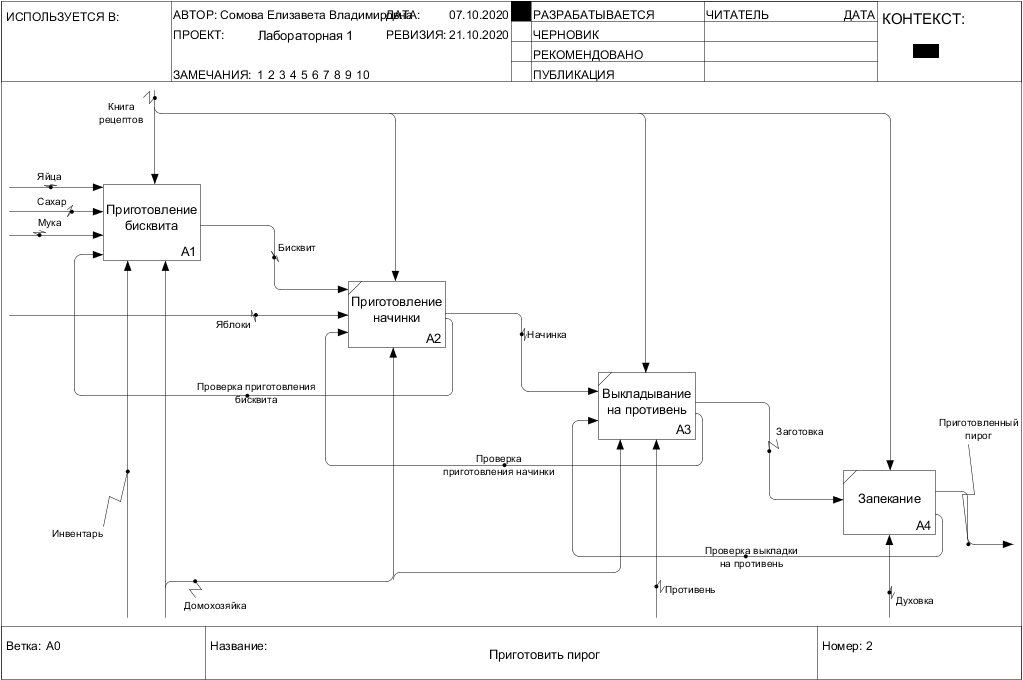 ИСПОЛЬЗУЕТСЯ В:
АВТОР: Сомова Елизавета Владимировна
ДАТА: 07.10.2020
РАЗРАБАТЫВАЕТСЯ
ЧИТАТЕЛЬ
ДАТА
КОНТЕКСТ:
ПРОЕКТ: Лабораторная 1
РЕВИЗИЯ: 21.10.2020
ЧЕРНОВИК
РЕКОМЕНДОВАНО
ЗАМЕЧАНИЯ: 1 2 3 4 5 6 7 8 9 10
ПУБЛИКАЦИЯ
Книга
рецептов
Яйца
Сахар
Мука
Приготовление
бисквита
A1
Бисквит
Яблоки
Приготовление
начинки
A2
Начинка
Проверка приготовления
бисквита
Выкладывание
на противень
A3
Заготовка
Проверка
приготовления начинки
Приготовленный
пирог
Запекание
A4
Инвентарь
Проверка выкладки
на противень
Домохозяйка
Противень
Духовка
Ветка: A0
Название:
Приготовить пирог
Номер: 2